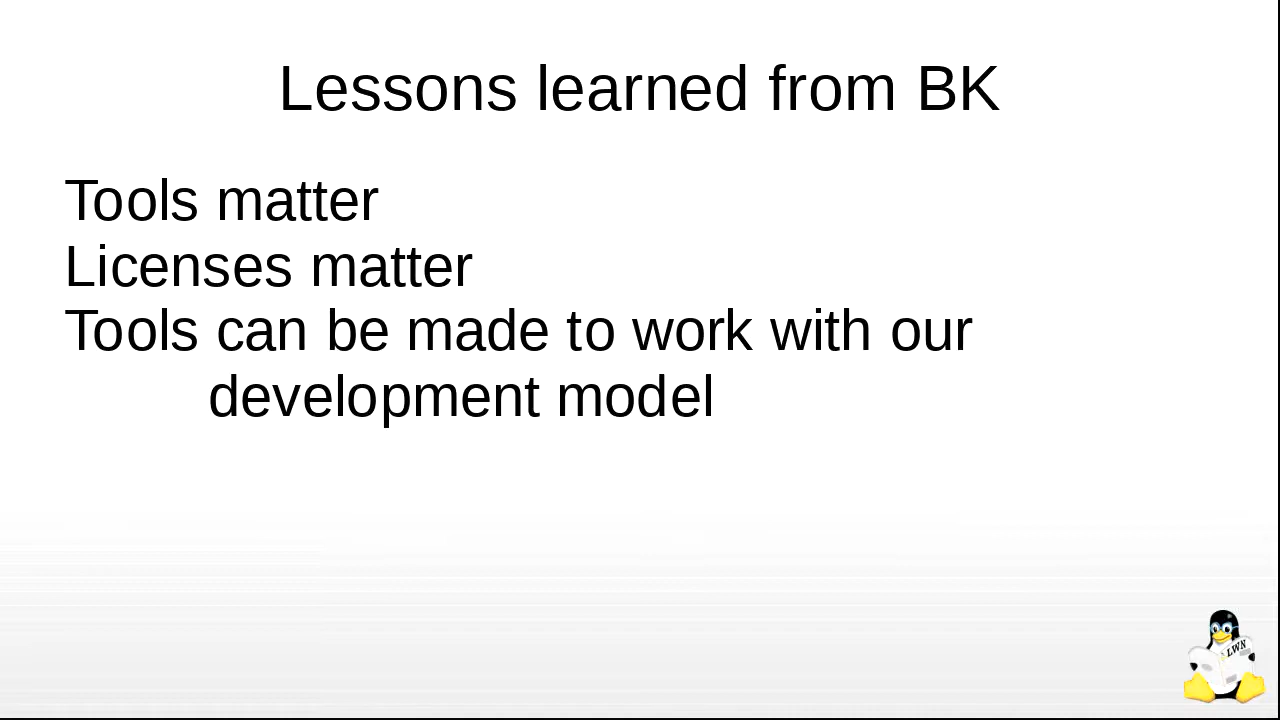 Lessons learned from BK
Tools matter
Licenses matter
Tools can be made to work with our
development model
LWN